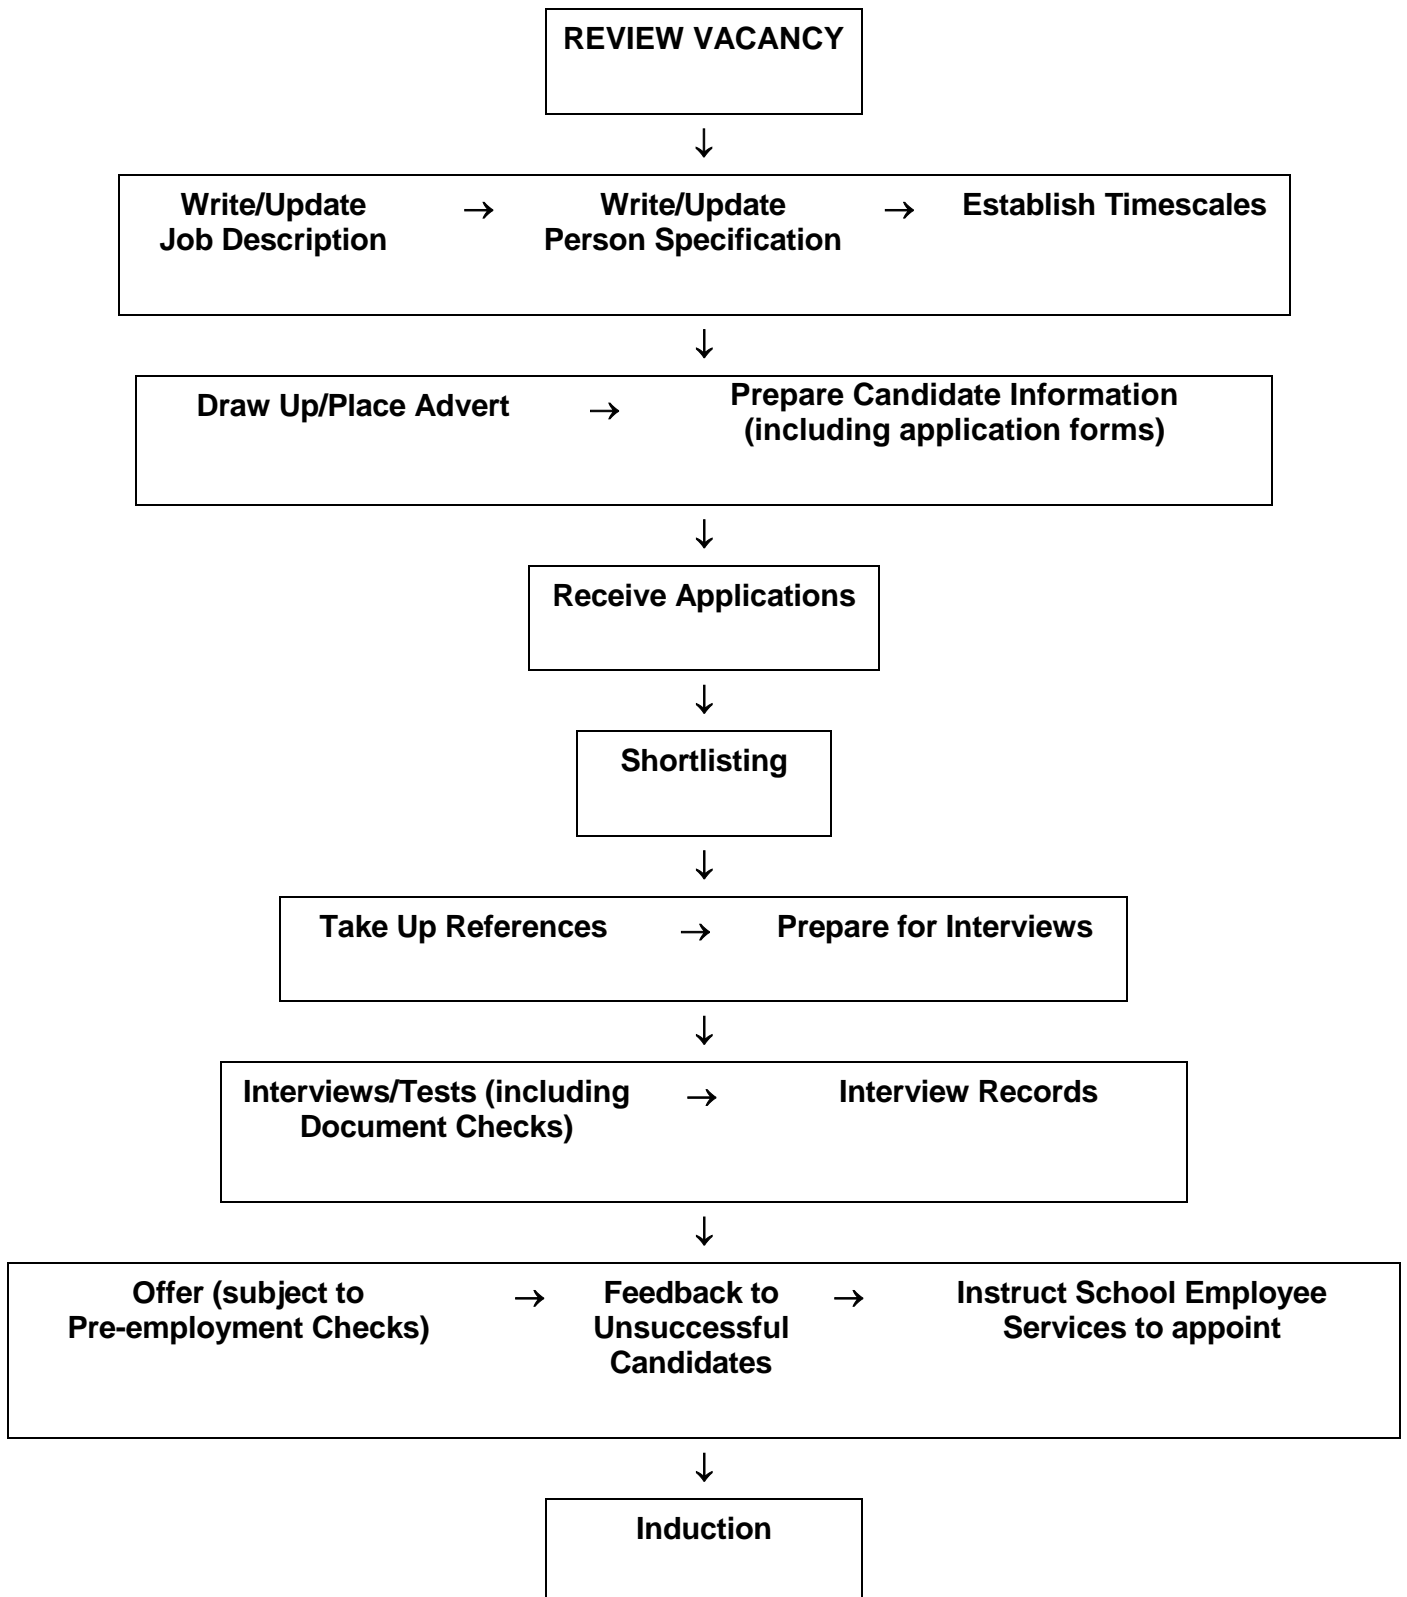 REVIEW VACANCY
↓
Write/Update → Write/Update → Establish Timescales
Job Description Person Specification
↓
Draw Up/Place Advert → Prepare Candidate Information
(including application forms)
↓
Receive Applications
↓
Shortlisting
↓
Take Up References → Prepare for Interviews
↓
Interviews/Tests (including → Interview Records
Document Checks)
↓
Offer (subject to → Feedback to → Instruct School Employee
Pre-employment Checks) Unsuccessful Services to appoint
Candidates
↓
Induction